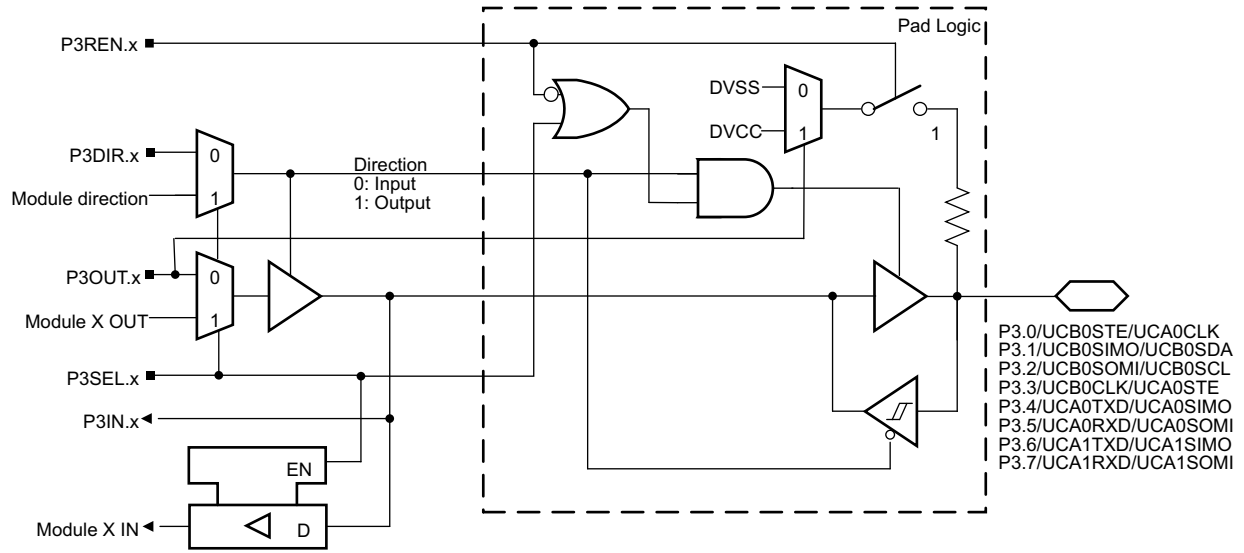 Pad Logic
P3REN.x
DVSS
0
DVCC
1
1
P3DIR.x
0
Module direction
1
Direction
0: Input
1: Output
P3OUT.x
0
Module X OUT
1
P3SEL.x
P3IN.x
EN
Module X IN
D
P3.0/UCB0STE/UCA0CLK
P3.1/UCB0SIMO/UCB0SDA
P3.2/UCB0SOMI/UCB0SCL
P3.3/UCB0CLK/UCA0STE
P3.4/UCA0TXD/UCA0SIMO
P3.5/UCA0RXD/UCA0SOMI
P3.6/UCA1TXD/UCA1SIMO
P3.7/UCA1RXD/UCA1SOMI